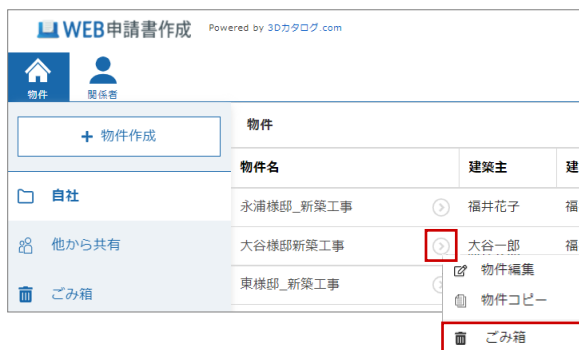 WEB申請書作成 Powered by 3Dカタログ.com
物件 関係者
+ 物件作成
自社
他から共有
ごみ箱
物件
物件名 建築主
永浦様邸_新築工事 福井花子 福
大谷様邸新築工事 大谷一郎 福
東様邸_新築工事
物件編集
物件コピー
ごみ箱